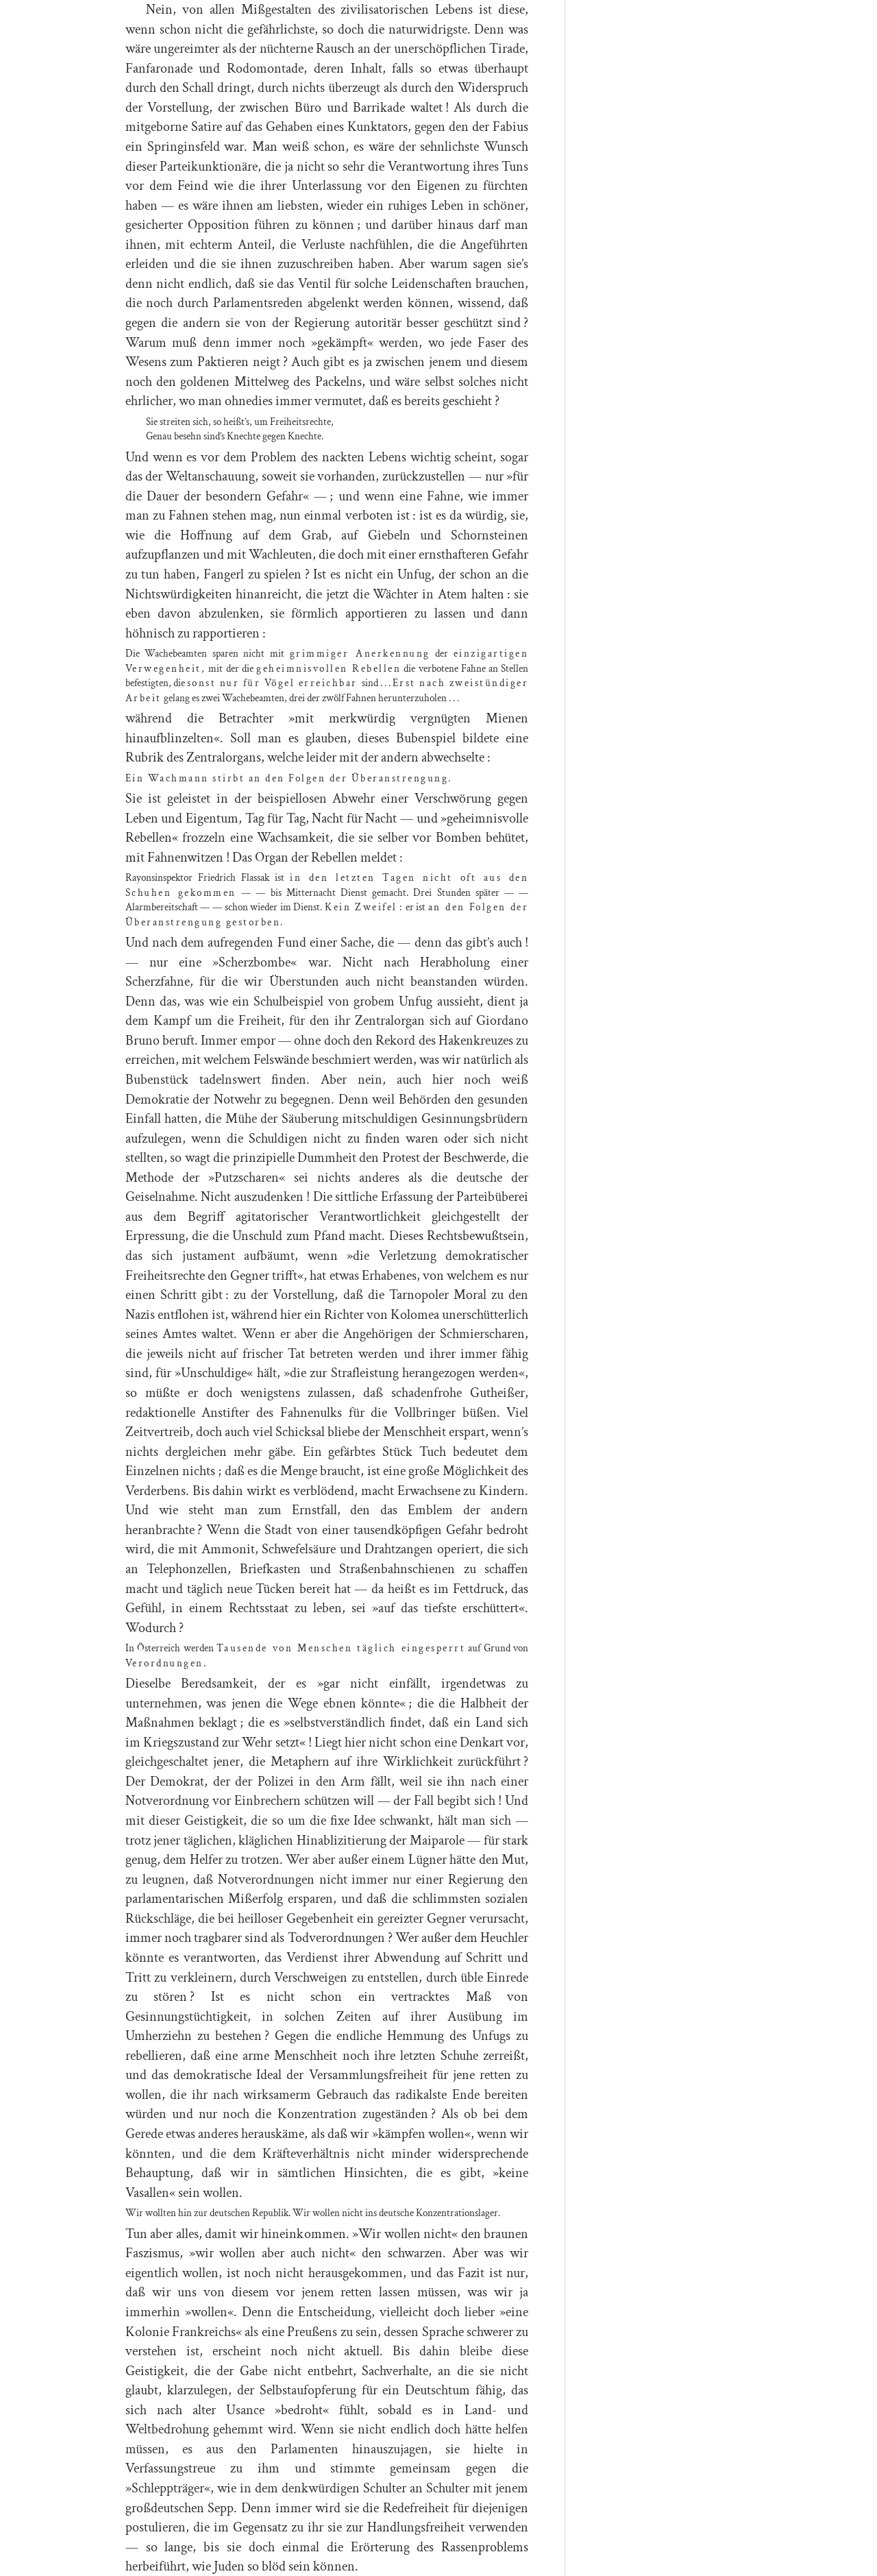 Nein, von allen Mißgestalten des zivilisatorischen Lebens ist diese,
wenn schon nicht die gefährlichste, so doch die naturwidrigste. Denn was
wäre ungereimter als der nüchterne Rausch an der unerschöpflichen Tirade,
Fanfaronade und Rodomontade, deren Inhalt, falls so etwas überhaupt
durch den Schall dringt, durch nichts überzeugt als durch den Widerspruch
der Vorstellung, der zwischen Büro und Barrikade waltet ! Als durch die
mitgeborne Satire auf das Gehaben eines Kunktators, gegen den der Fabius
ein Springinsfeld war. Man weiß schon, es wäre der sehnlichste Wunsch
dieser Parteikunktionäre, die ja nicht so sehr die Verantwortung ihres Tuns
vor dem Feind wie die ihrer Unterlassung vor den Eigenen zu fürchten
haben — es wäre ihnen am liebsten, wieder ein ruhiges Leben in schöner,
gesicherter Opposition führen zu können ; und darüber hinaus darf man
ihnen, mit echterm Anteil, die Verluste nachfühlen, die die Angeführten
erleiden und die sie ihnen zuzuschreiben haben. Aber warum sagen sie’s
denn nicht endlich, daß sie das Ventil für solche Leidenschaften brauchen,
die noch durch Parlamentsreden abgelenkt werden können, wissend, daß
gegen die andern sie von der Regierung autoritär besser geschützt sind ?
Warum muß denn immer noch »gekämpft« werden, wo jede Faser des
Wesens zum Paktieren neigt ? Auch gibt es ja zwischen jenem und diesem
noch den goldenen Mittelweg des Packelns, und wäre selbst solches nicht
ehrlicher, wo man ohnedies immer vermutet, daß es bereits geschieht ?
Sie streiten sich, so heißt’s, um Freiheitsrechte,
Genau besehn sind’s Knechte gegen Knechte.
Und wenn es vor dem Problem des nackten Lebens wichtig scheint, sogar
das der Weltanschauung, soweit sie vorhanden, zurückzustellen — nur »für
die Dauer der besondern Gefahr« — ; und wenn eine Fahne, wie immer
man zu Fahnen stehen mag, nun einmal verboten ist : ist es da würdig, sie,
wie die Hoffnung auf dem Grab, auf Giebeln und Schornsteinen
aufzupflanzen und mit Wachleuten, die doch mit einer ernsthafteren Gefahr
zu tun haben, Fangerl zu spielen ? Ist es nicht ein Unfug, der schon an die
Nichtswürdigkeiten hinanreicht, die jetzt die Wächter in Atem halten : sie
eben davon abzulenken, sie förmlich apportieren zu lassen und dann
höhnisch zu rapportieren :
Die Wachebeamten sparen nicht mit grimmiger Anerkennung der einzigartigen
Verwegenheit, mit der die geheimnisvollen Rebellen die verbotene Fahne an Stellen
befestigten, die sonst nur für Vögel erreichbar sind . . . Erst nach zweistündiger
Arbeit gelang es zwei Wachebeamten, drei der zwölf Fahnen herunterzuholen . . .
während die Betrachter »mit merkwürdig vergnügten Mienen
hinaufblinzelten«. Soll man es glauben, dieses Bubenspiel bildete eine
Rubrik des Zentralorgans, welche leider mit der andern abwechselte :
Ein Wachmann stirbt an den Folgen der Überanstrengung.
Sie ist geleistet in der beispiellosen Abwehr einer Verschwörung gegen
Leben und Eigentum, Tag für Tag, Nacht für Nacht — und »geheimnisvolle
Rebellen« frozzeln eine Wachsamkeit, die sie selber vor Bomben behütet,
mit Fahnenwitzen ! Das Organ der Rebellen meldet :
Rayonsinspektor Friedrich Flassak ist in den letzten Tagen nicht oft aus den
Schuhen gekommen — — bis Mitternacht Dienst gemacht. Drei Stunden später — —
Alarmbereitschaft — — schon wieder im Dienst. Kein Zweifel : er ist an den Folgen der
Überanstrengung gestorben.
Und nach dem aufregenden Fund einer Sache, die — denn das gibt’s auch !
— nur eine »Scherzbombe« war. Nicht nach Herabholung einer
Scherzfahne, für die wir Überstunden auch nicht beanstanden würden.
Denn das, was wie ein Schulbeispiel von grobem Unfug aussieht, dient ja
dem Kampf um die Freiheit, für den ihr Zentralorgan sich auf Giordano
Bruno beruft. Immer empor — ohne doch den Rekord des Hakenkreuzes zu
erreichen, mit welchem Felswände beschmiert werden, was wir natürlich als
Bubenstück tadelnswert finden. Aber nein, auch hier noch weiß
Demokratie der Notwehr zu begegnen. Denn weil Behörden den gesunden
Einfall hatten, die Mühe der Säuberung mitschuldigen Gesinnungsbrüdern
aufzulegen, wenn die Schuldigen nicht zu finden waren oder sich nicht
stellten, so wagt die prinzipielle Dummheit den Protest der Beschwerde, die
Methode der »Putzscharen« sei nichts anderes als die deutsche der
Geiselnahme. Nicht auszudenken ! Die sittliche Erfassung der Parteibüberei
aus dem Begriff agitatorischer Verantwortlichkeit gleichgestellt der
Erpressung, die die Unschuld zum Pfand macht. Dieses Rechtsbewußtsein,
das sich justament aufbäumt, wenn »die Verletzung demokratischer
Freiheitsrechte den Gegner trifft«, hat etwas Erhabenes, von welchem es nur
einen Schritt gibt : zu der Vorstellung, daß die Tarnopoler Moral zu den
Nazis entflohen ist, während hier ein Richter von Kolomea unerschütterlich
seines Amtes waltet. Wenn er aber die Angehörigen der Schmierscharen,
die jeweils nicht auf frischer Tat betreten werden und ihrer immer fähig
sind, für »Unschuldige« hält, »die zur Strafleistung herangezogen werden«,
so müßte er doch wenigstens zulassen, daß schadenfrohe Gutheißer,
redaktionelle Anstifter des Fahnenulks für die Vollbringer büßen. Viel
Zeitvertreib, doch auch viel Schicksal bliebe der Menschheit erspart, wenn’s
nichts dergleichen mehr gäbe. Ein gefärbtes Stück Tuch bedeutet dem
Einzelnen nichts ; daß es die Menge braucht, ist eine große Möglichkeit des
Verderbens. Bis dahin wirkt es verblödend, macht Erwachsene zu Kindern.
Und wie steht man zum Ernstfall, den das Emblem der andern
heranbrachte ? Wenn die Stadt von einer tausendköpfigen Gefahr bedroht
wird, die mit Ammonit, Schwefelsäure und Drahtzangen operiert, die sich
an Telephonzellen, Briefkasten und Straßenbahnschienen zu schaffen
macht und täglich neue Tücken bereit hat — da heißt es im Fettdruck, das
Gefühl, in einem Rechtsstaat zu leben, sei »auf das tiefste erschüttert«.
Wodurch ?
In Österreich werden Tausende von Menschen täglich eingesperrt auf Grund von
Verordnungen.
Dieselbe Beredsamkeit, der es »gar nicht einfällt, irgendetwas zu
unternehmen, was jenen die Wege ebnen könnte« ; die die Halbheit der
Maßnahmen beklagt ; die es »selbstverständlich findet, daß ein Land sich
im Kriegszustand zur Wehr setzt« ! Liegt hier nicht schon eine Denkart vor,
gleichgeschaltet jener, die Metaphern auf ihre Wirklichkeit zurückführt ?
Der Demokrat, der der Polizei in den Arm fällt, weil sie ihn nach einer
Notverordnung vor Einbrechern schützen will — der Fall begibt sich ! Und
mit dieser Geistigkeit, die so um die fixe Idee schwankt, hält man sich —
trotz jener täglichen, kläglichen Hinablizitierung der Maiparole — für stark
genug, dem Helfer zu trotzen. Wer aber außer einem Lügner hätte den Mut,
zu leugnen, daß Notverordnungen nicht immer nur einer Regierung den
parlamentarischen Mißerfolg ersparen, und daß die schlimmsten sozialen
Rückschläge, die bei heilloser Gegebenheit ein gereizter Gegner verursacht,
immer noch tragbarer sind als Todverordnungen ? Wer außer dem Heuchler
könnte es verantworten, das Verdienst ihrer Abwendung auf Schritt und
Tritt zu verkleinern, durch Verschweigen zu entstellen, durch üble Einrede
zu stören ? Ist es nicht schon ein vertracktes Maß von
Gesinnungstüchtigkeit, in solchen Zeiten auf ihrer Ausübung im
Umherziehn zu bestehen ? Gegen die endliche Hemmung des Unfugs zu
rebellieren, daß eine arme Menschheit noch ihre letzten Schuhe zerreißt,
und das demokratische Ideal der Versammlungsfreiheit für jene retten zu
wollen, die ihr nach wirksamerm Gebrauch das radikalste Ende bereiten
würden und nur noch die Konzentration zugeständen ? Als ob bei dem
Gerede etwas anderes herauskäme, als daß wir »kämpfen wollen«, wenn wir
könnten, und die dem Kräfteverhältnis nicht minder widersprechende
Behauptung, daß wir in sämtlichen Hinsichten, die es gibt, »keine
Vasallen« sein wollen.
Wir wollten hin zur deutschen Republik. Wir wollen nicht ins deutsche Konzentrationslager.
Tun aber alles, damit wir hineinkommen. »Wir wollen nicht« den braunen
Faszismus, »wir wollen aber auch nicht« den schwarzen. Aber was wir
eigentlich wollen, ist noch nicht herausgekommen, und das Fazit ist nur,
daß wir uns von diesem vor jenem retten lassen müssen, was wir ja
immerhin »wollen«. Denn die Entscheidung, vielleicht doch lieber »eine
Kolonie Frankreichs« als eine Preußens zu sein, dessen Sprache schwerer zu
verstehen ist, erscheint noch nicht aktuell. Bis dahin bleibe diese
Geistigkeit, die der Gabe nicht entbehrt, Sachverhalte, an die sie nicht
glaubt, klarzulegen, der Selbstaufopferung für ein Deutschtum fähig, das
sich nach alter Usance »bedroht« fühlt, sobald es in Land- und
Weltbedrohung gehemmt wird. Wenn sie nicht endlich doch hätte helfen
müssen, es aus den Parlamenten hinauszujagen, sie hielte in
Verfassungstreue zu ihm und stimmte gemeinsam gegen die
»Schleppträger«, wie in dem denkwürdigen Schulter an Schulter mit jenem
großdeutschen Sepp. Denn immer wird sie die Redefreiheit für diejenigen
postulieren, die im Gegensatz zu ihr sie zur Handlungsfreiheit verwenden
— so lange, bis sie doch einmal die Erörterung des Rassenproblems
herbeiführt, wie Juden so blöd sein können.